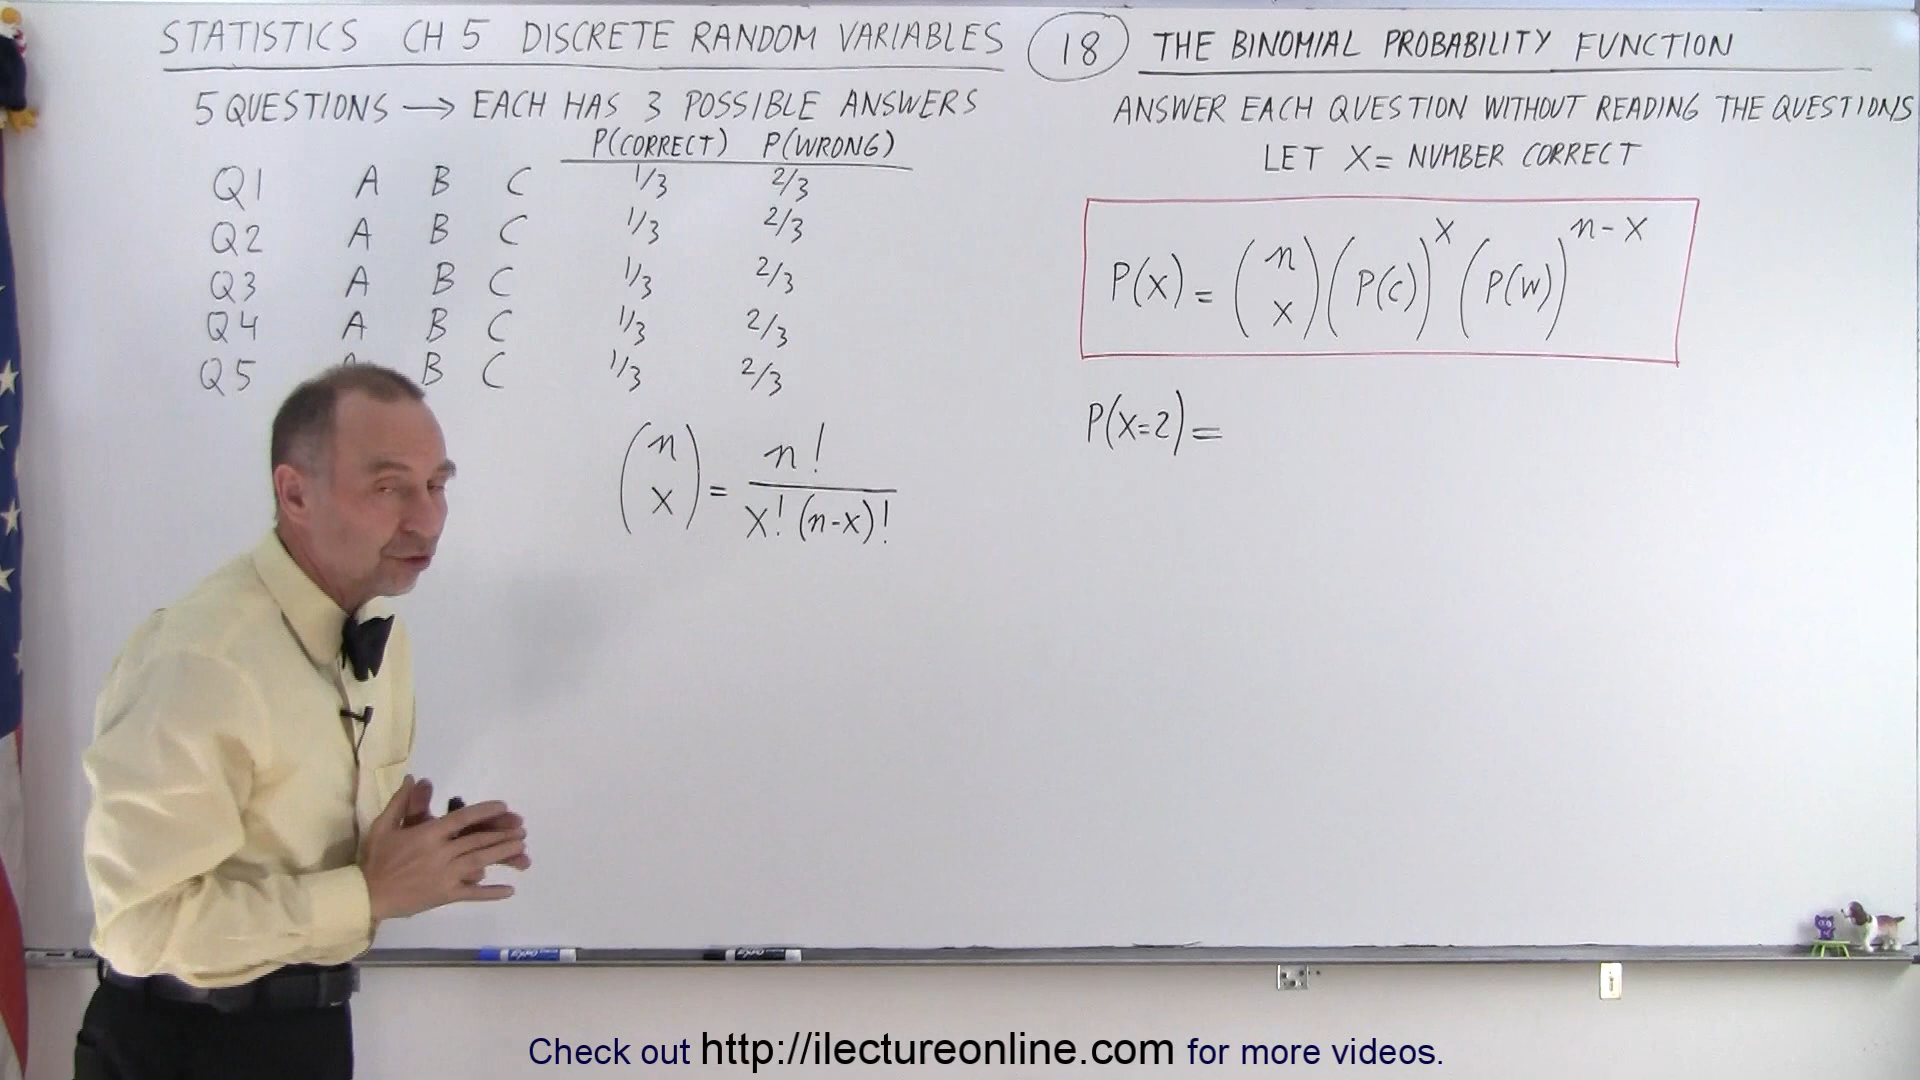 STATISTICS CH 5 DISCRETE RANDOM VARIABLES 18 THE BINOMIAL PROBABILITY FUNCTION
5 QUESTIONS → EACH HAS 3 POSSIBLE ANSWERS
P(CORRECT) P(WRONG)
Q1 A B C 1/3 2/3
Q2 A B C 1/3 2/3
Q3 A B C 1/3 2/3
Q4 A B C 1/3 2/3
Q5 A B C 1/3 2/3
(n x) = n! / x! (n-x)!
ANSWER EACH QUESTION WITHOUT READING THE QUESTIONS
LET X = NUMBER CORRECT
P(x) = (n x) (P(C))^x (P(W))^n-x
P(X=2) =
Check out http://ilectureonline.com for more videos.